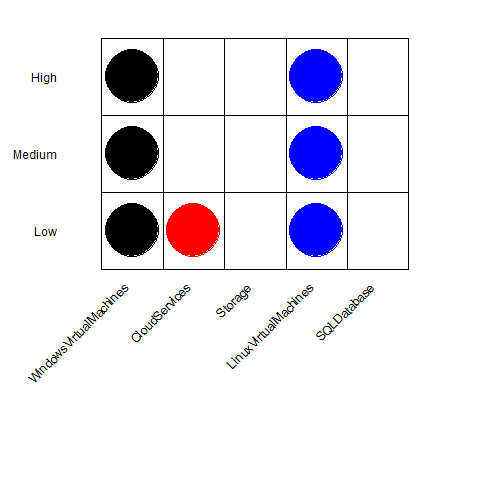 High
Medium
Low
WindowsVirtualMachines
CloudServices
Storage
LinuxVirtualMachines
SQLDatabase